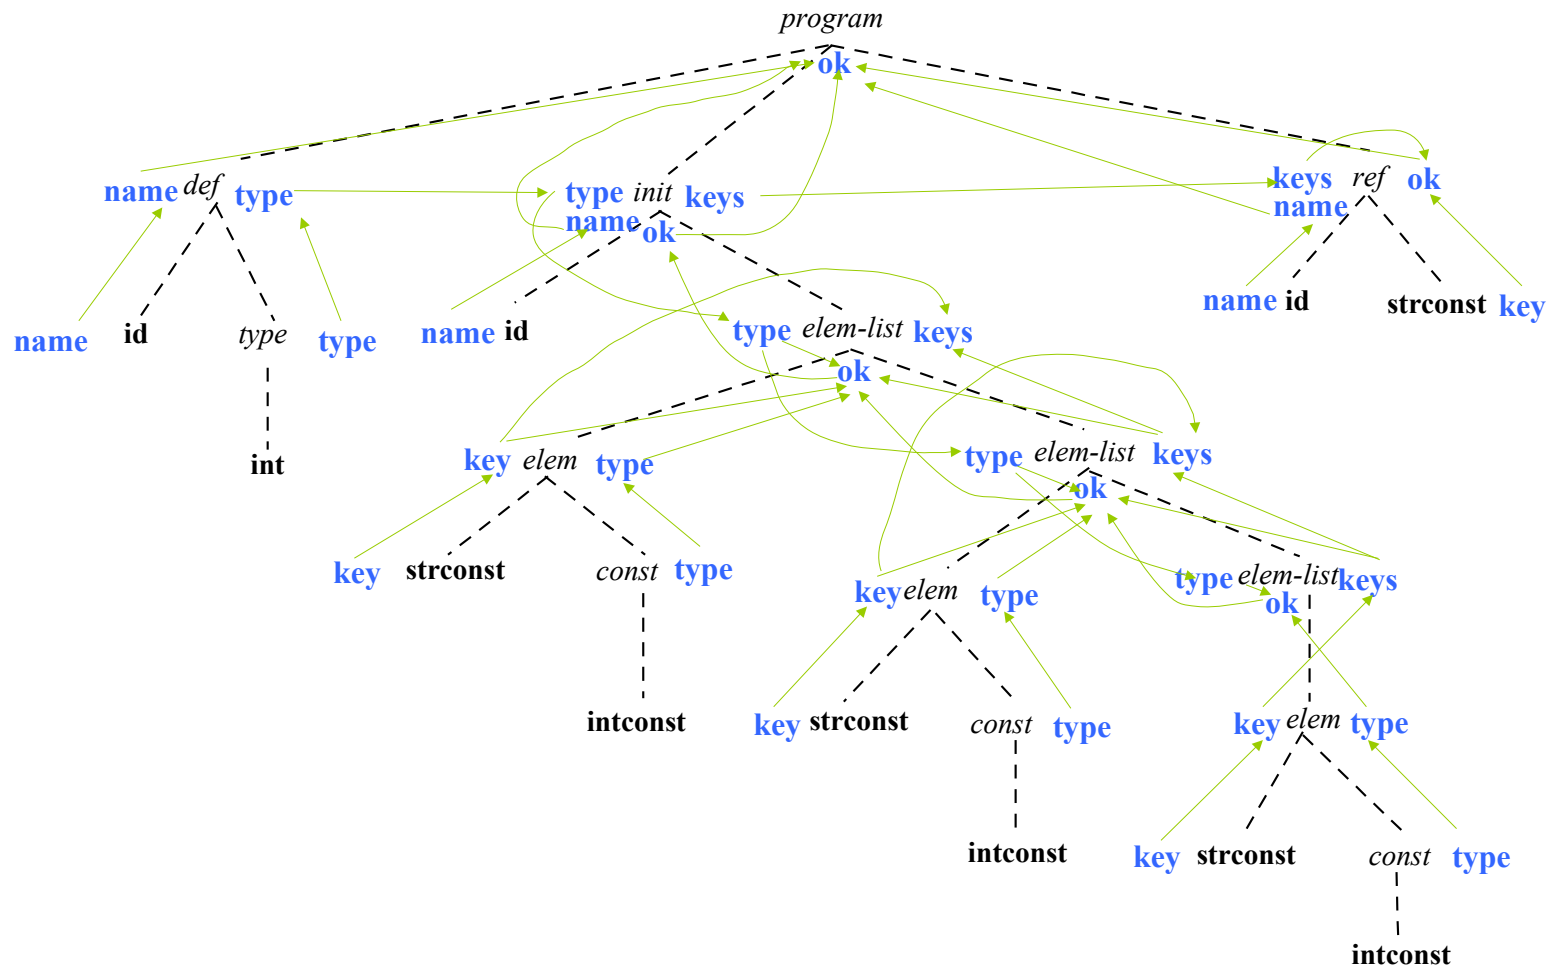 program
ok
name def type
type init keys
name ok
keys ref ok
name
name id
type type
int
name id
name id
strconst key
type elem-list keys
ok
key elem type
type elem-list keys
ok
key strconst
const type
intconst
key elem type
type elem-list keys
ok
key strconst
const type
intconst
key elem type
key strconst
const type
intconst